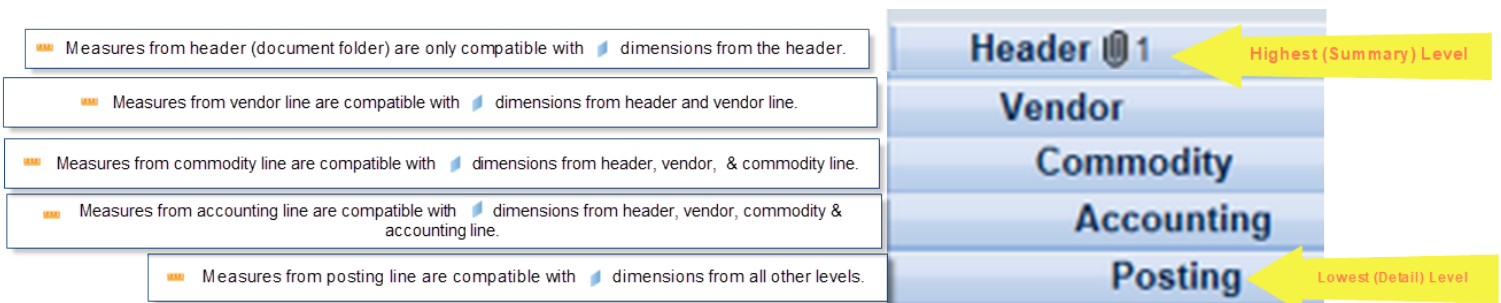 Measures from header (document folder) are only compatible with dimensions from the header.
Header 1
Highest (Summary) Level
Measures from vendor line are compatible with dimensions from header and vendor line.
Vendor
Measures from commodity line are compatible with dimensions from header, vendor, & commodity line.
Commodity
Measures from accounting line are compatible with dimensions from header, vendor, commodity &
accounting line.
Accounting
Measures from posting line are compatible with dimensions from all other levels.
Posting
Lowest (Detail) Level